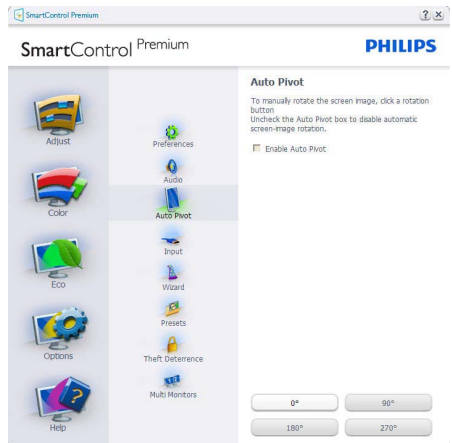 SmartControl Premium
SmartControl Premium
PHILIPS
Adjust
Color
Eco
Options
Help
Preferences
Audio
Auto Pivot
Input
Wizard
Presets
Theft Deterrence
Multi Monitors
Auto Pivot
To manually rotate the screen image, click a rotation
button
Uncheck the Auto Pivot box to disable automatic
screen-image rotation.
Enable Auto Pivot
0°
90°
180°
270°